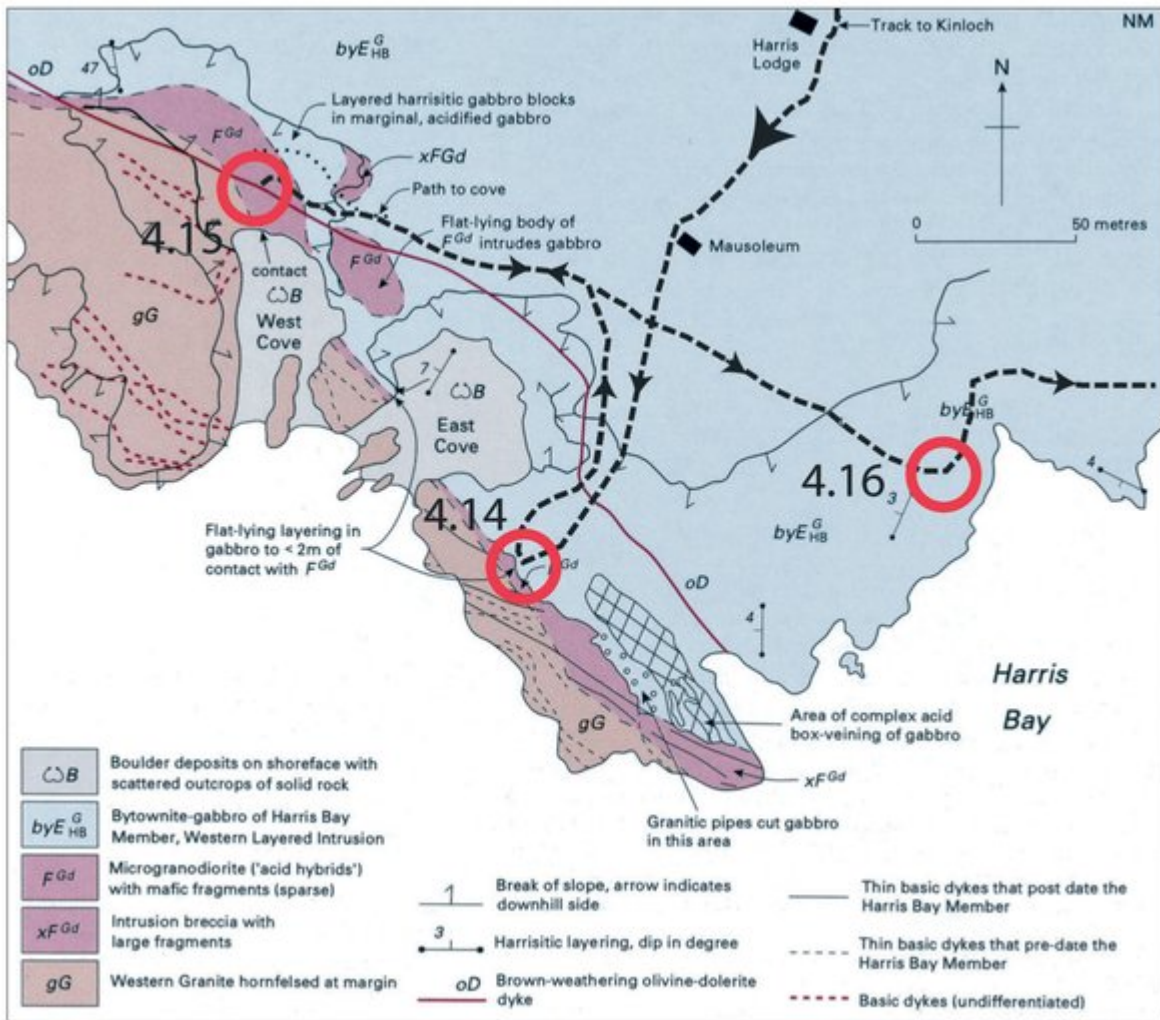 NM
byE G HB
Harris
Lodge
Track to Kinloch
oD
47
N
Layered harrisitic gabbro blocks
in marginal, acidified gabbro
F Gd
xFGd
Path to cove
50 metres
0
4.15
Flat-lying body of
F Gd intrudes gabbro
Mausoleum
contact
F Gd
ωB
West
Cove
gG
7
ωB
East
Cove
byE G HB
4.16
3
4
4.14
Flat-lying layering in
gabbro to < 2m of
contact with F Gd
F Gd
byE G HB
oD
4
Harris
Bay
gG
Area of complex acid
box-veining of gabbro
xF Gd
Granitic pipes cut gabbro
in this area
ωB
Boulder deposits on shoreface with
scattered outcrops of solid rock
byE G HB
Bytownite-gabbro of Harris Bay
Member, Western Layered Intrusion
F Gd
Microgranodiorite ('acid hybrids')
with mafic fragments (sparse)
xF Gd
Intrusion breccia with
large fragments
gG
Western Granite hornfelsed at margin
1
Break of slope, arrow indicates
downhill side
3
Harrisitic layering, dip in degree
oD
Brown-weathering olivine-dolerite
dyke
Thin basic dykes that post date the
Harris Bay Member
Thin basic dykes that pre-date the
Harris Bay Member
Basic dykes (undifferentiated)